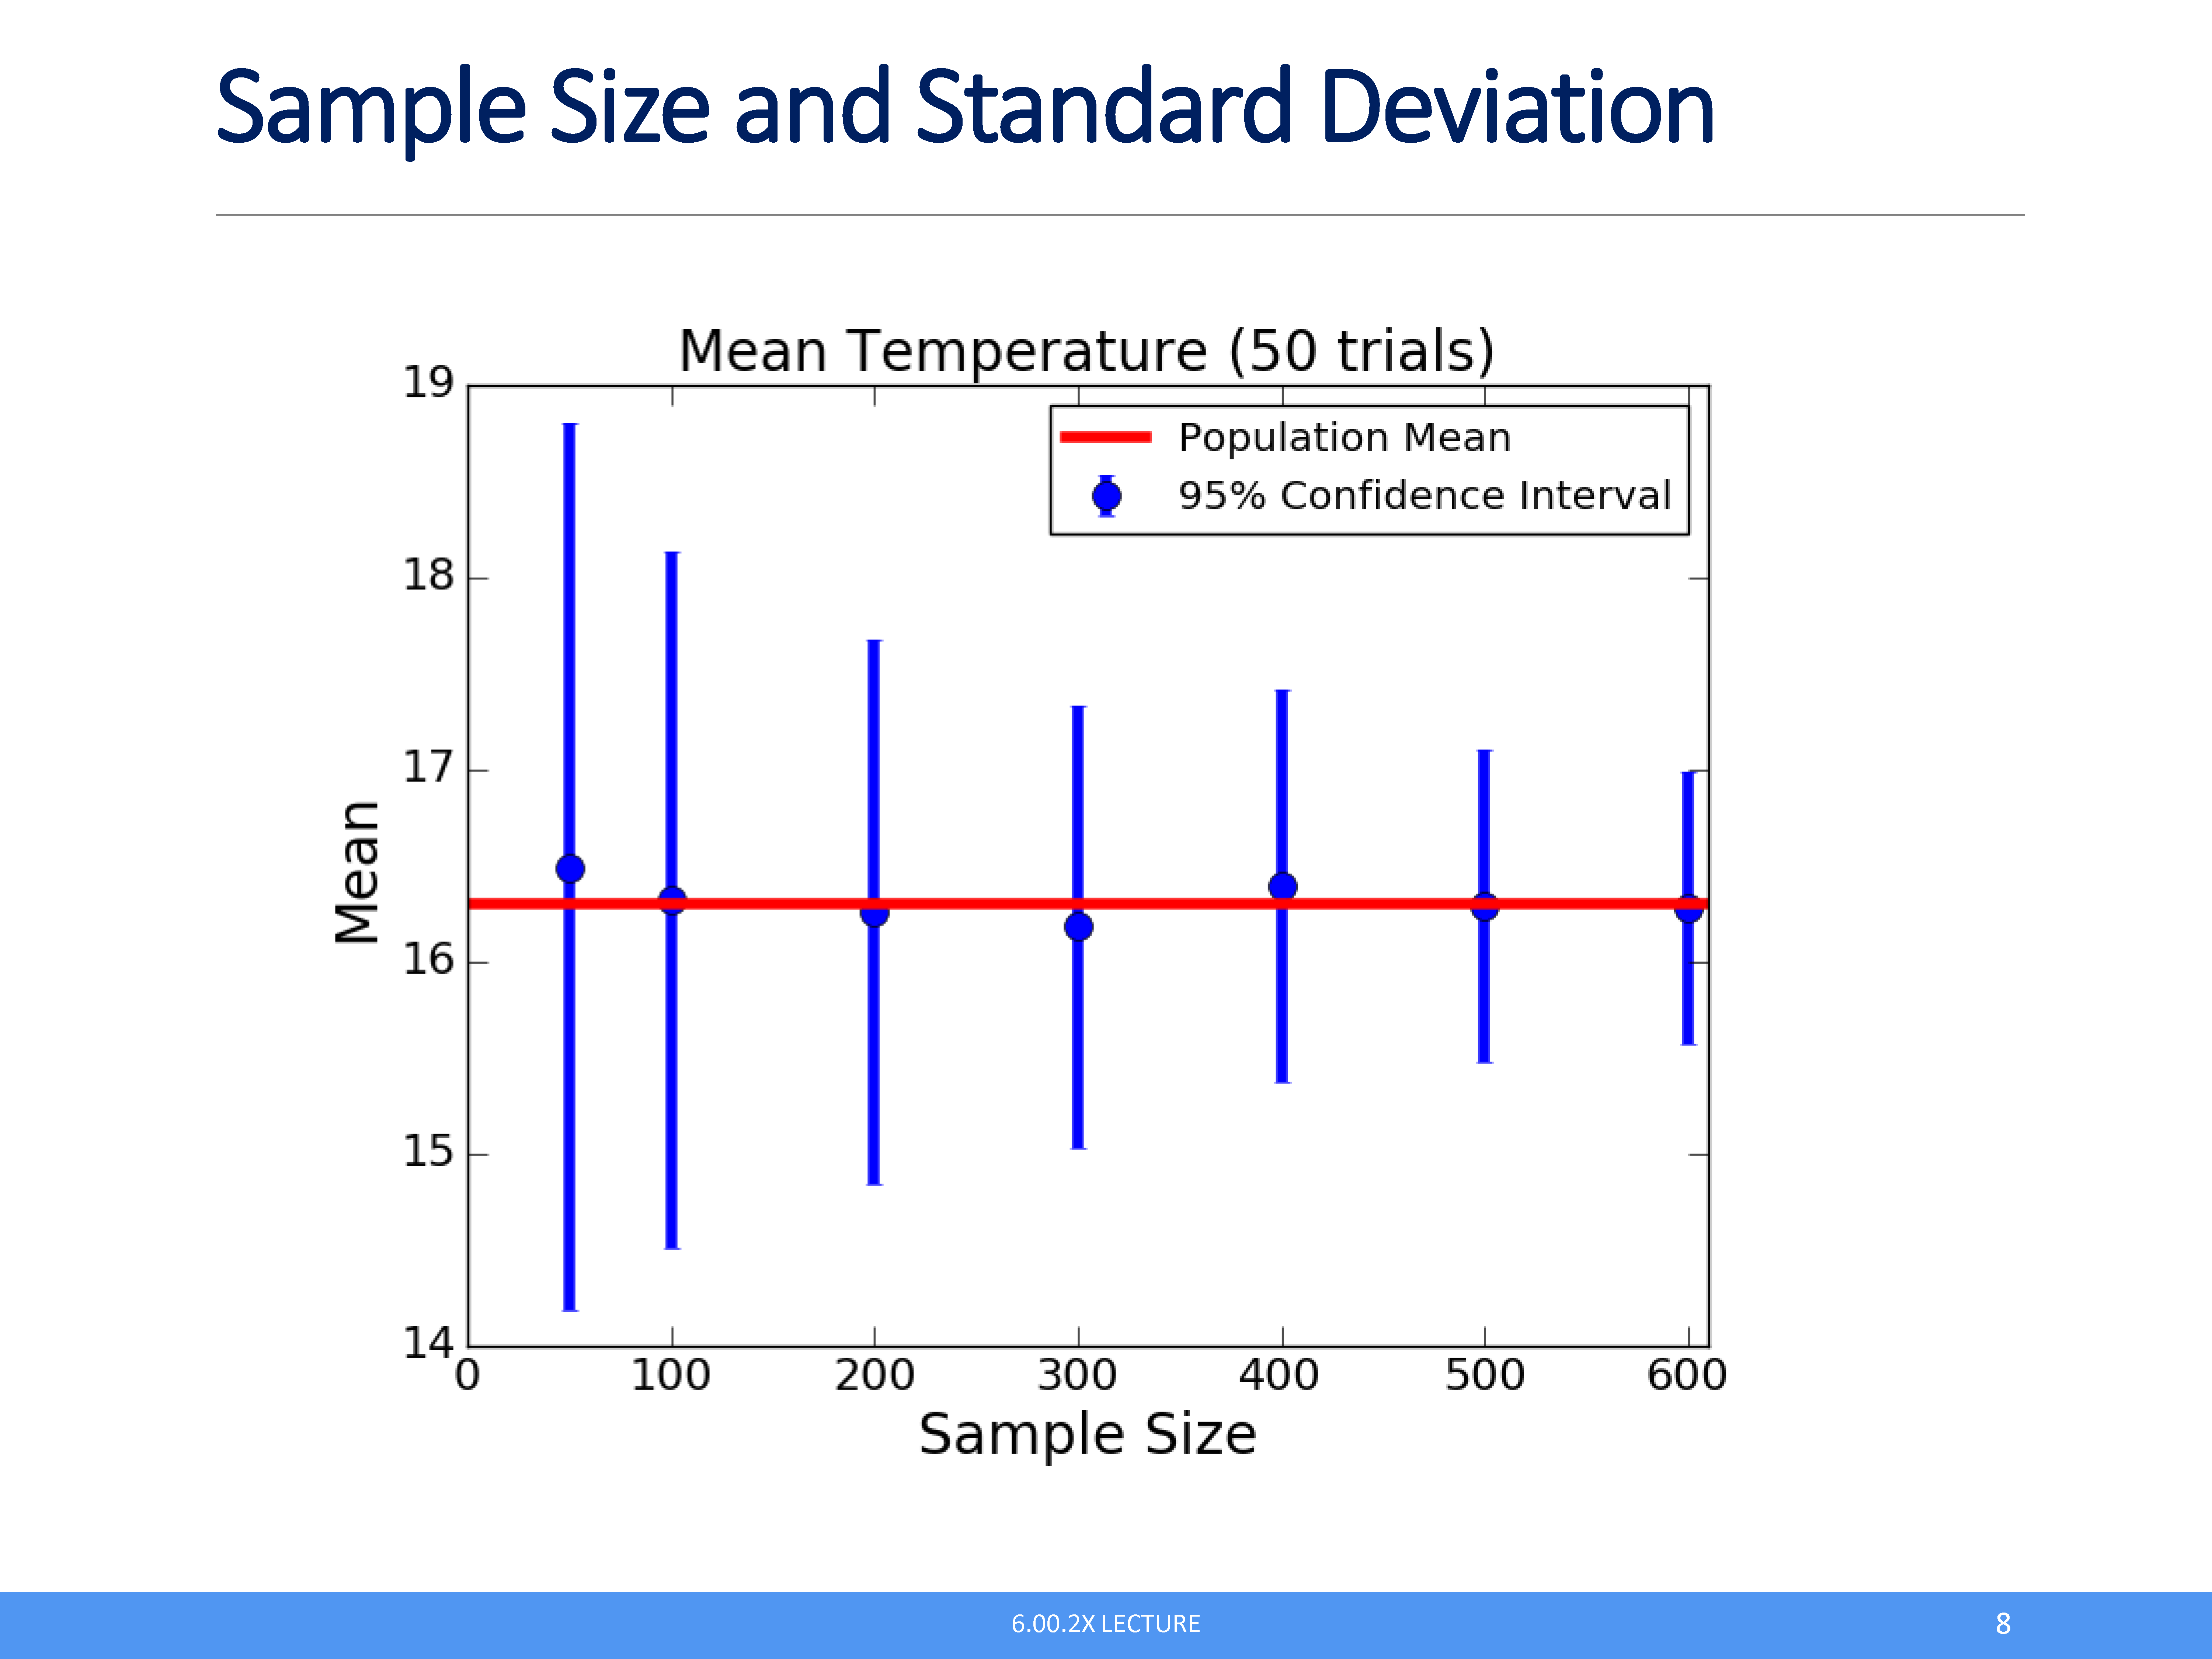 Sample Size and Standard Deviation
Mean Temperature (50 trials)
Population Mean
95% Confidence Interval
19
18
17
16
15
14
Mean
0 100 200 300 400 500 600
Sample Size
6.00.2X LECTURE
8